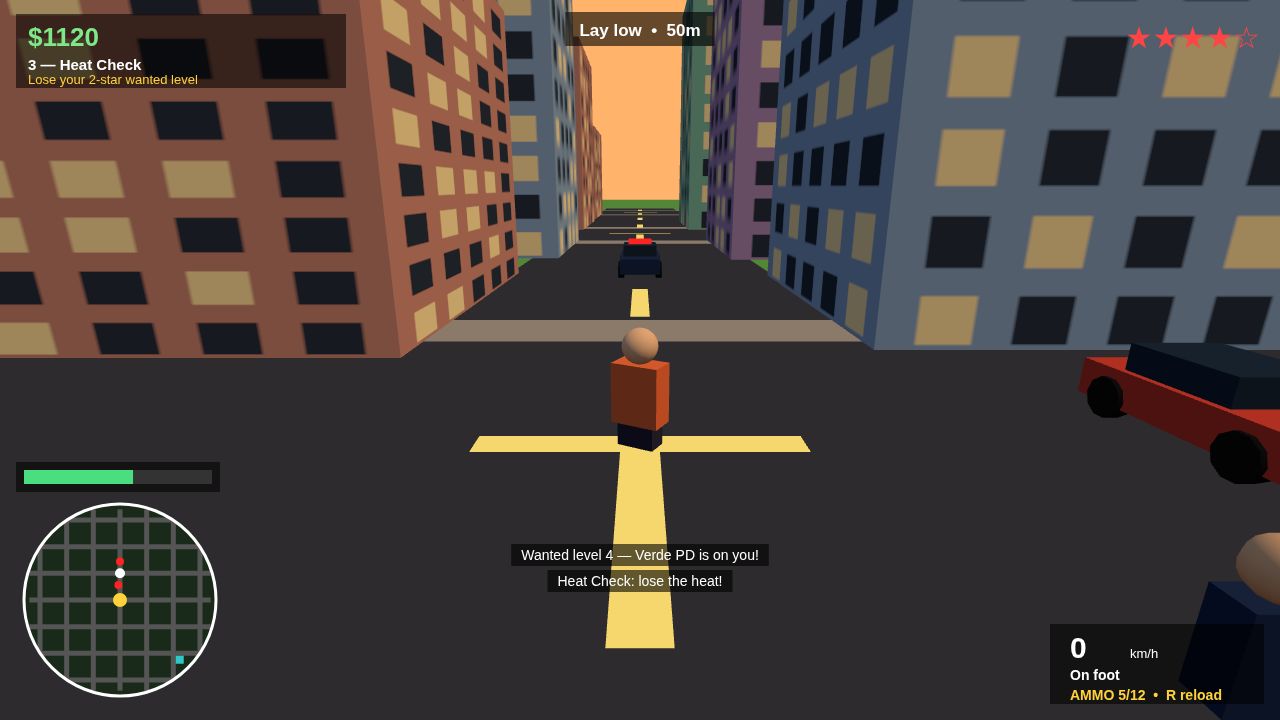 $1120
3 — Heat Check
Lose your 2-star wanted level
Lay low • 50m
★★★★☆
Wanted level 4 — Verde PD is on you!
Heat Check: lose the heat!
0 km/h
On foot
AMMO 5/12 • R reload